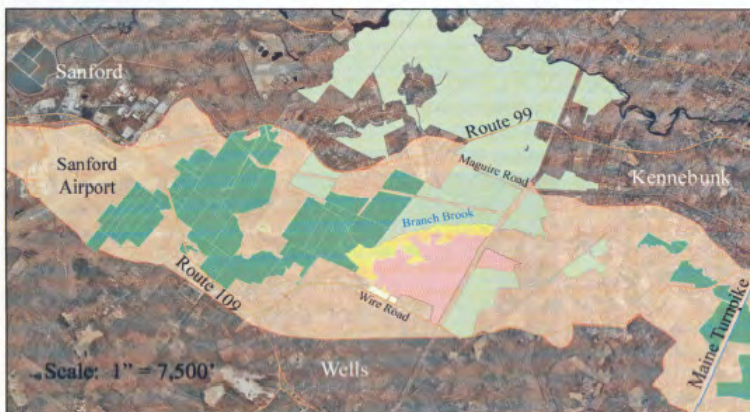 Sanford
Route 99
Sanford
Airport
Maguire Road
Kennebunk
Branch Brook
Route 109
Wire Road
Maine Turnpike
Scale: 1" = 7,500'
Wells